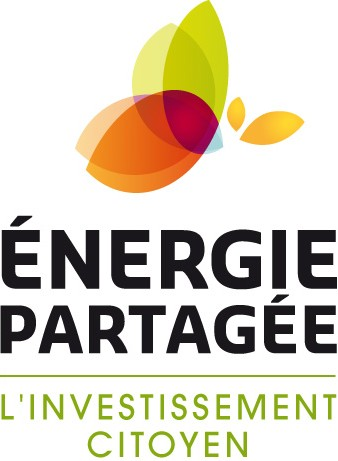 ÉNERGIE
PARTAGÉE
L'INVESTISSEMENT
CITOYEN